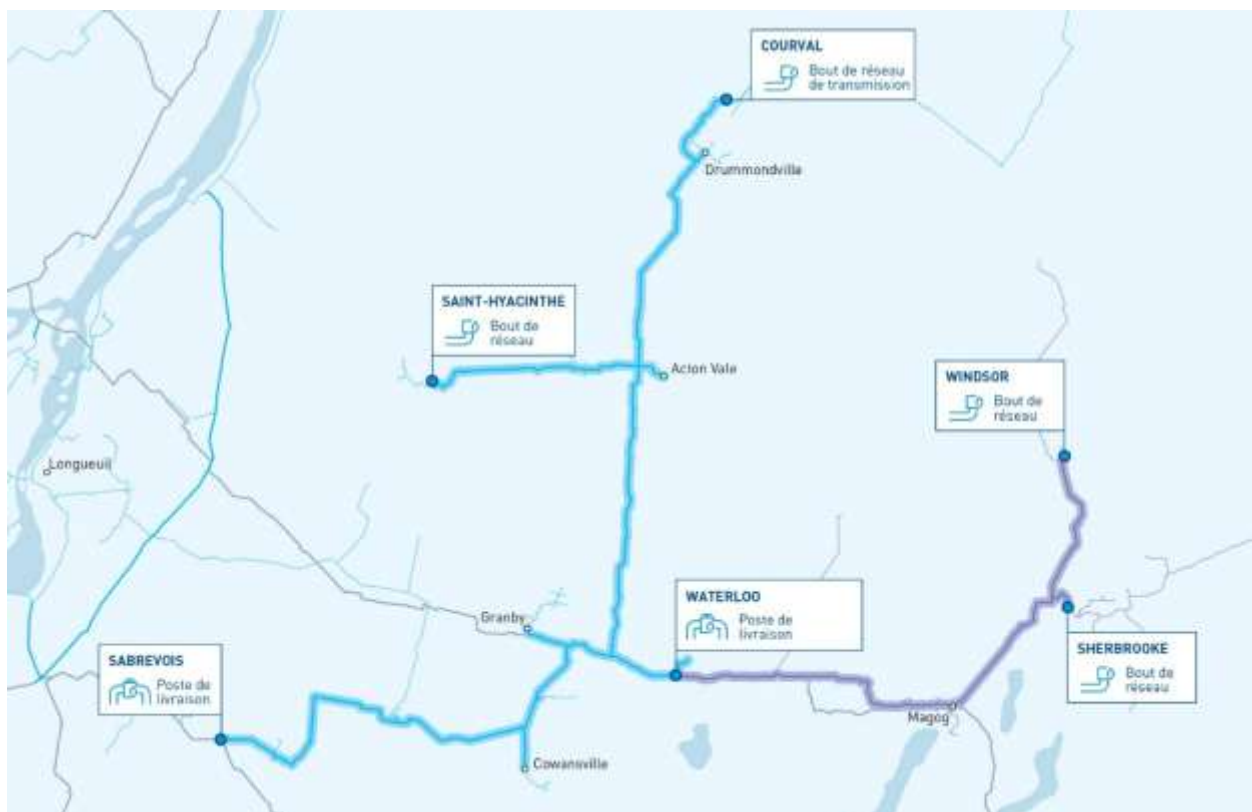 COURVAL
Bout de réseau
de transmission
Drummondville
SAINT-HYACINTHE
Bout de
réseau
Acton Vale
WINDSOR
Bout de
réseau
Longueuil
Granby
WATERLOO
Poste de
livraison
SABREVOIS
Poste de
livraison
SHERBROOKE
Bout de
réseau
Magog
Cowansville